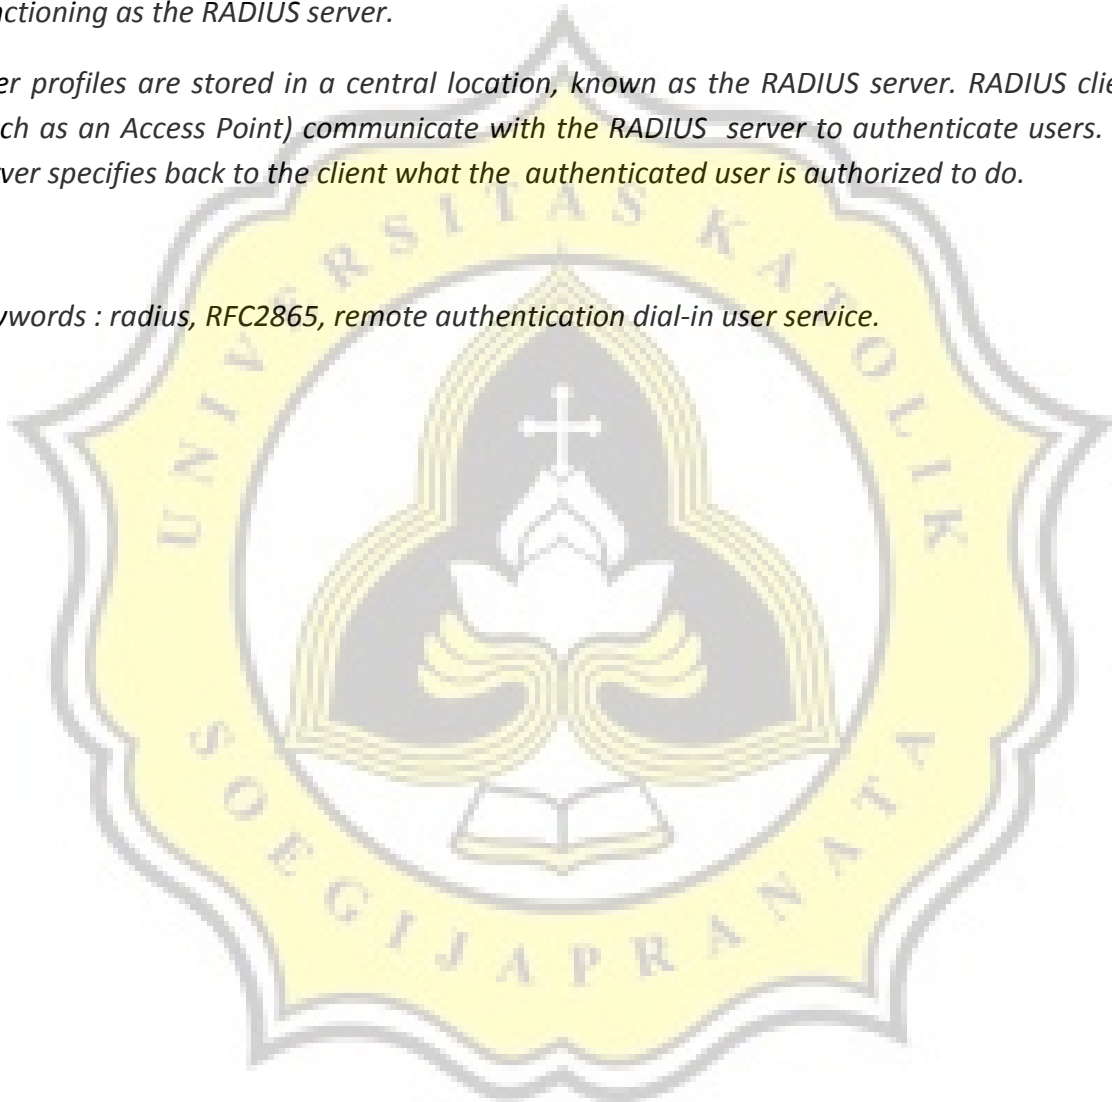 nctioning as the RADIUS server.
er profiles are stored in a central location, known as the RADIUS server. RADIUS clie
ch as an Access Point) communicate with the RADIUS server to authenticate users.
ver specifies back to the client what the authenticated user is authorized to do.
UNIVERSITAS KATOLIK
ywords : radius, RFC2865, remote authentication dial-in user service.
SOEGIJAPRANATA